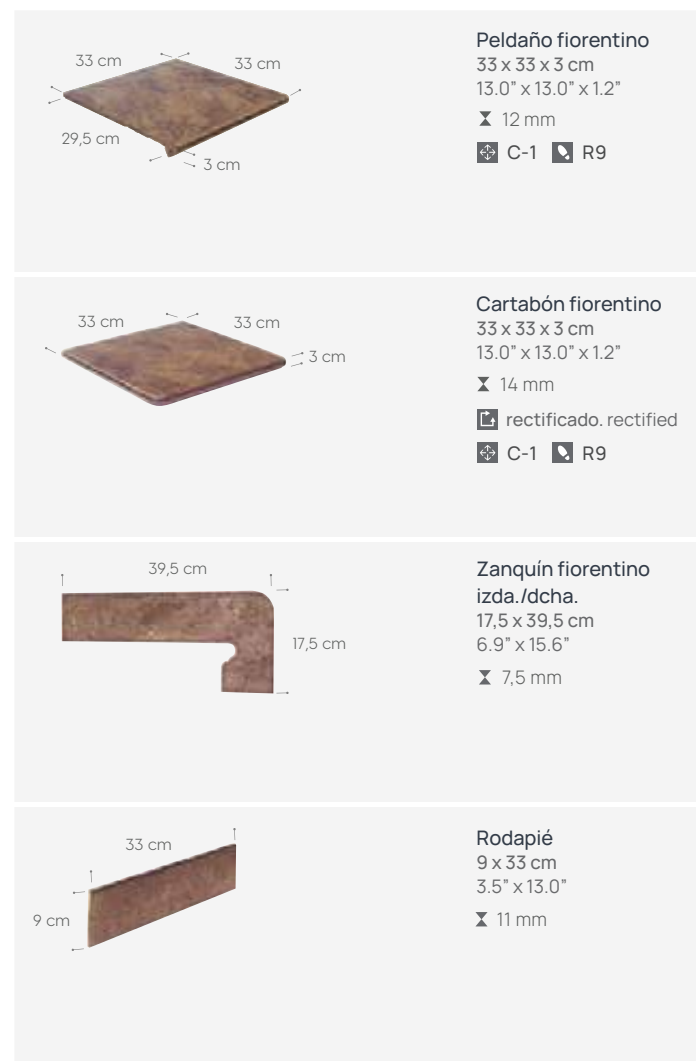 33 cm
33 cm
29,5 cm
3 cm
Peldaño fiorentino
33 x 33 x 3 cm
13.0” x 13.0” x 1.2”
12 mm
C-1 R9
33 cm
33 cm
3 cm
Cartabón fiorentino
33 x 33 x 3 cm
13.0” x 13.0” x 1.2”
14 mm
rectificado. rectified
C-1 R9
39,5 cm
17,5 cm
Zanquín fiorentino
izda./dcha.
17,5 x 39,5 cm
6.9” x 15.6”
7,5 mm
33 cm
9 cm
Rodapié
9 x 33 cm
3.5” x 13.0”
11 mm